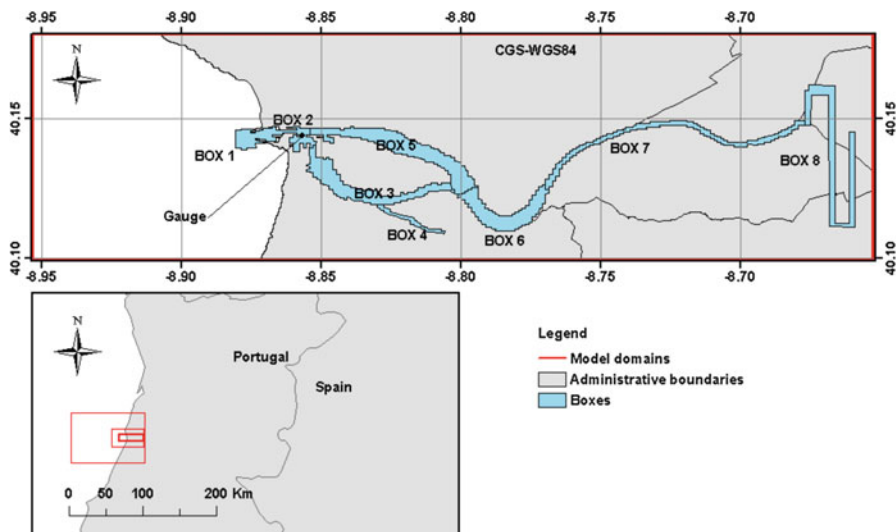 -8.95 -8.90 -8.85 -8.80 -8.75 -8.70
N
CGS-WGS84
40.15
40.15
BOX 2
BOX 1
BOX 5
BOX 7
BOX 8
BOX 3
Gauge
BOX 4
BOX 6
40.10
40.10
-8.95 -8.90 -8.85 -8.80 -8.75 -8.70
N
Portugal
Spain
0 50 100 200 Km
Legend
Model domains
Administrative boundaries
Boxes